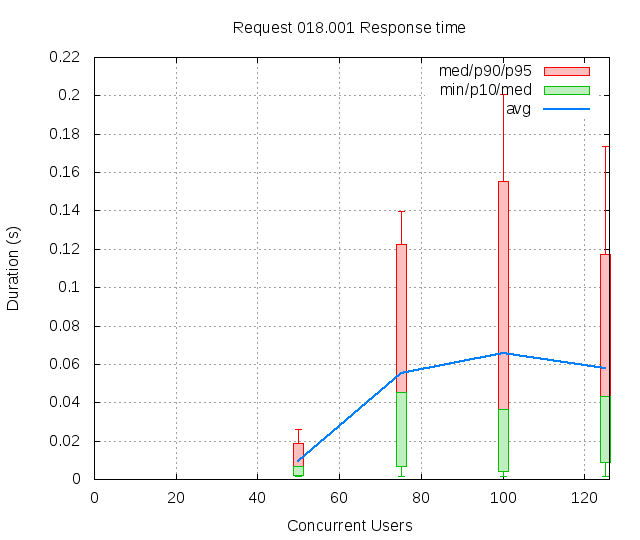 Request 018.001 Response time
med/p90/p95
min/p10/med
avg
0.22
0.2
0.18
0.16
0.14
0.12
0.1
0.08
0.06
0.04
0.02
0
0 20 40 60 80 100 120
Duration (s)
Concurrent Users